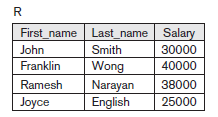 R
First_name Last_name Salary
John Smith 30000
Franklin Wong 40000
Ramesh Narayan 38000
Joyce English 25000